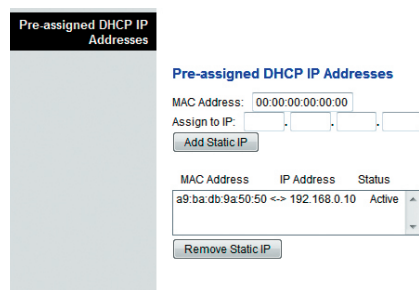 Pre-assigned DHCP IP
Addresses
Pre-assigned DHCP IP Addresses
MAC Address: 00:00:00:00:00:00
Assign to IP: . . .
Add Static IP
MAC Address IP Address Status
a9:ba:db:9a:50:50 <-> 192.168.0.10 Active
Remove Static IP